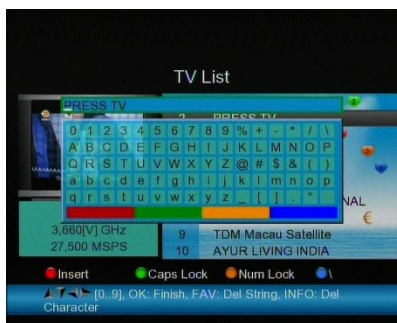 TV List
PRESS TV
2 PRESS TV
0 1 2 3 4 5 6 7 8 9 % + - * / \
A B C D E F G H I J K L M N O P
Q R S T U V W X Y Z @ # $ & ( )
a b c d e f g h i j k l m n o p
q r s t u v w x y z _ [ ] . "
NAL
€
3,660[V] GHz
27,500 MSPS
9 TDM Macau Satellite
10 AYUR LIVING INDIA
Insert Caps Lock Num Lock \
[0..9], OK: Finish, FAV: Del String, INFO: Del
Character